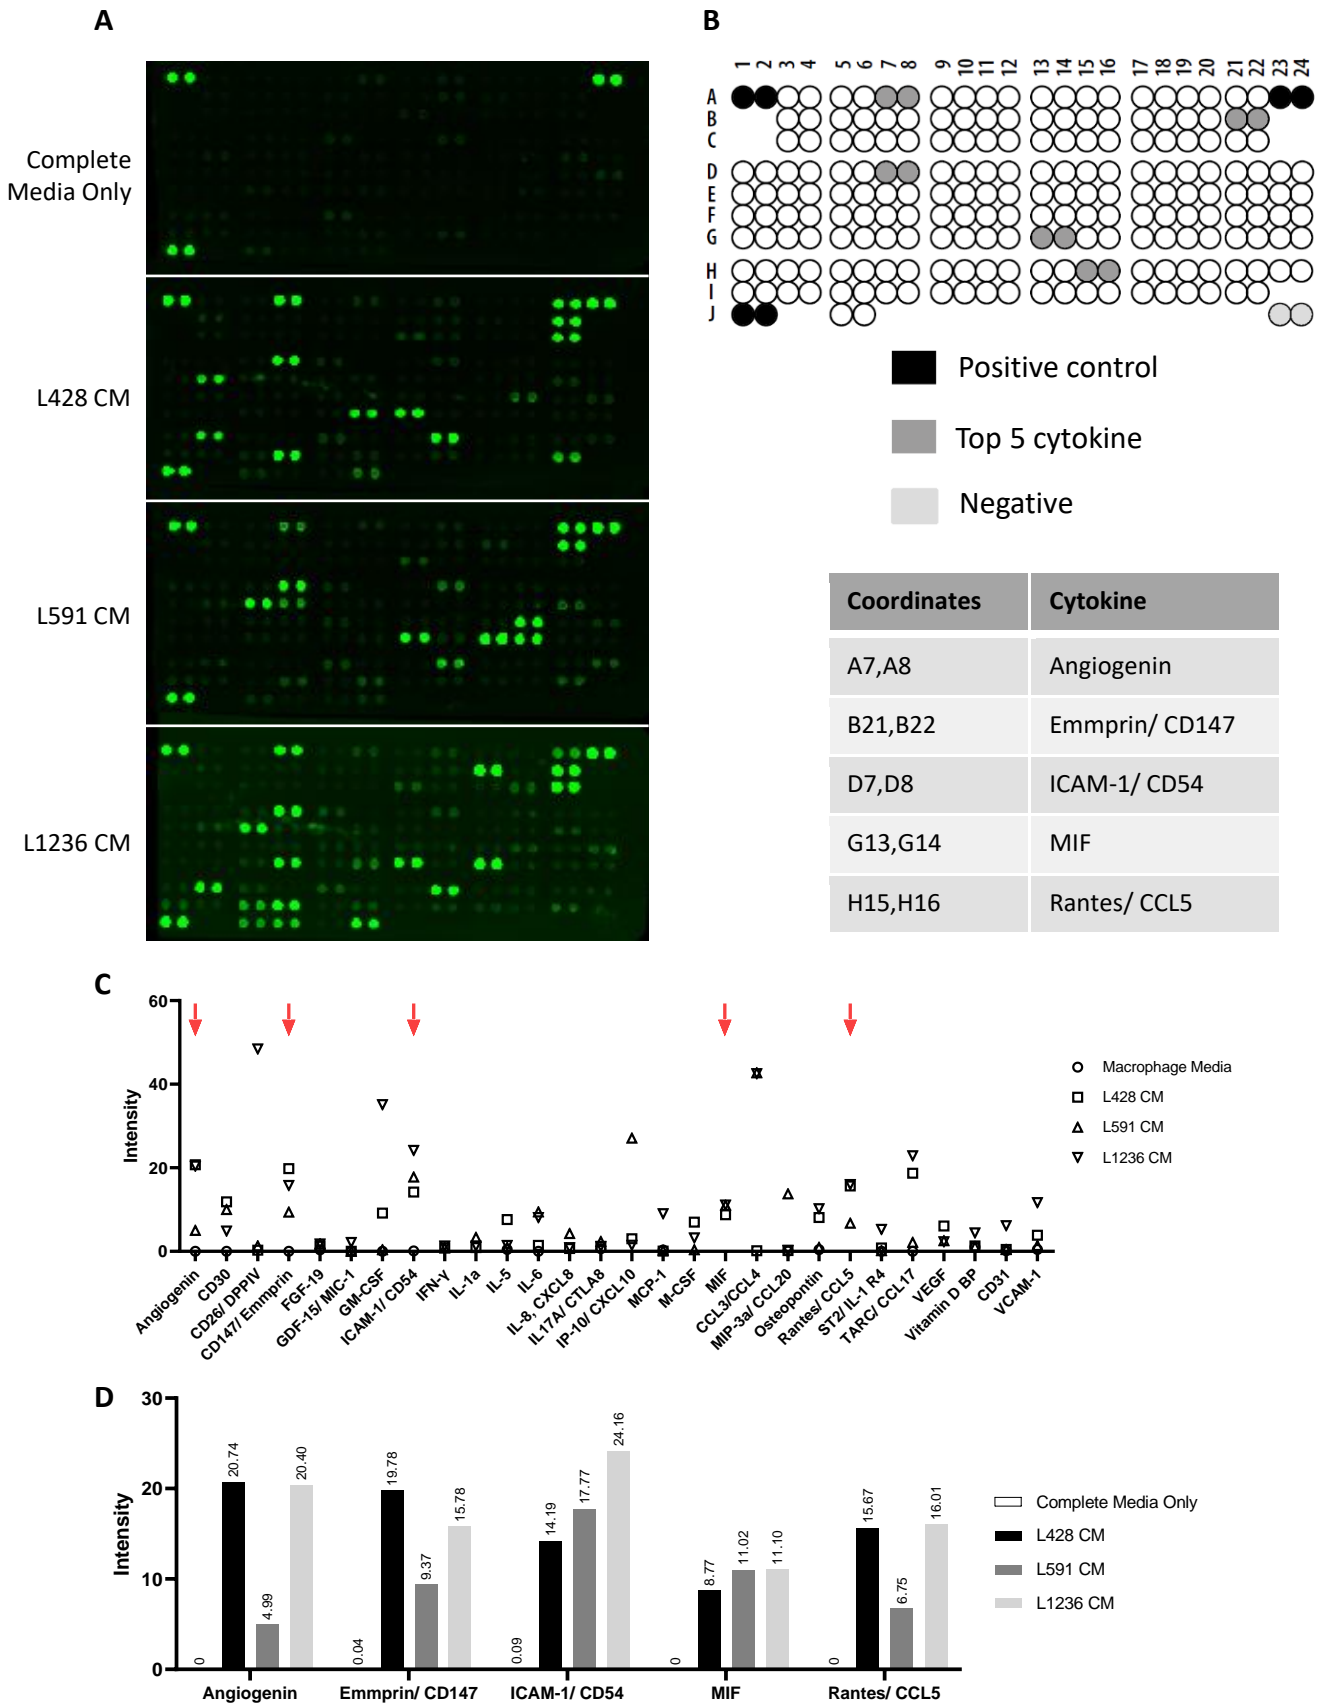 A
Complete
Media Only
L428 CM
L591 CM
L1236 CM
B
1 2 3 4 5 6 7 8 9 10 11 12 13 14 15 16 17 18 19 20 21 22 23 24
A
B
C
D
E
F
G
H
I
J
Positive control
Top 5 cytokine
Negative
Coordinates Cytokine
A7,A8 Angiogenin
B21,B22 Emmprin/ CD147
D7,D8 ICAM-1/ CD54
G13,G14 MIF
H15,H16 Rantes/ CCL5
C
Intensity
60
40
20
0
Macrophage Media
L428 CM
L591 CM
L1236 CM
Angiogenin
CD30
CD26/ DPPIV
CD147/ Emmprin
FGF-19
GDF-15/ MIC-1
GM-CSF
ICAM-1/ CD54
IFN-γ
IL-1a
IL-5
IL-6
IL-8, CXCL8
IL17A/ CTLA8
IP-10/ CXCL10
MCP-1
M-CSF
MIF
CCL3/CCL4
MIP-3a/ CCL20
Osteopontin
Rantes/ CCL5
ST2/ IL-1 R4
TARC/ CCL17
VEGF
Vitamin D BP
CD31
VCAM-1
D
Intensity
30
20
10
0
0 20.74 4.99 20.40
0.04 19.78 9.37 15.78
0.09 14.19 17.77 24.16
0 8.77 11.02 11.10
0 15.67 6.75 16.01
Angiogenin Emmprin/ CD147 ICAM-1/ CD54 MIF Rantes/ CCL5
Complete Media Only
L428 CM
L591 CM
L1236 CM